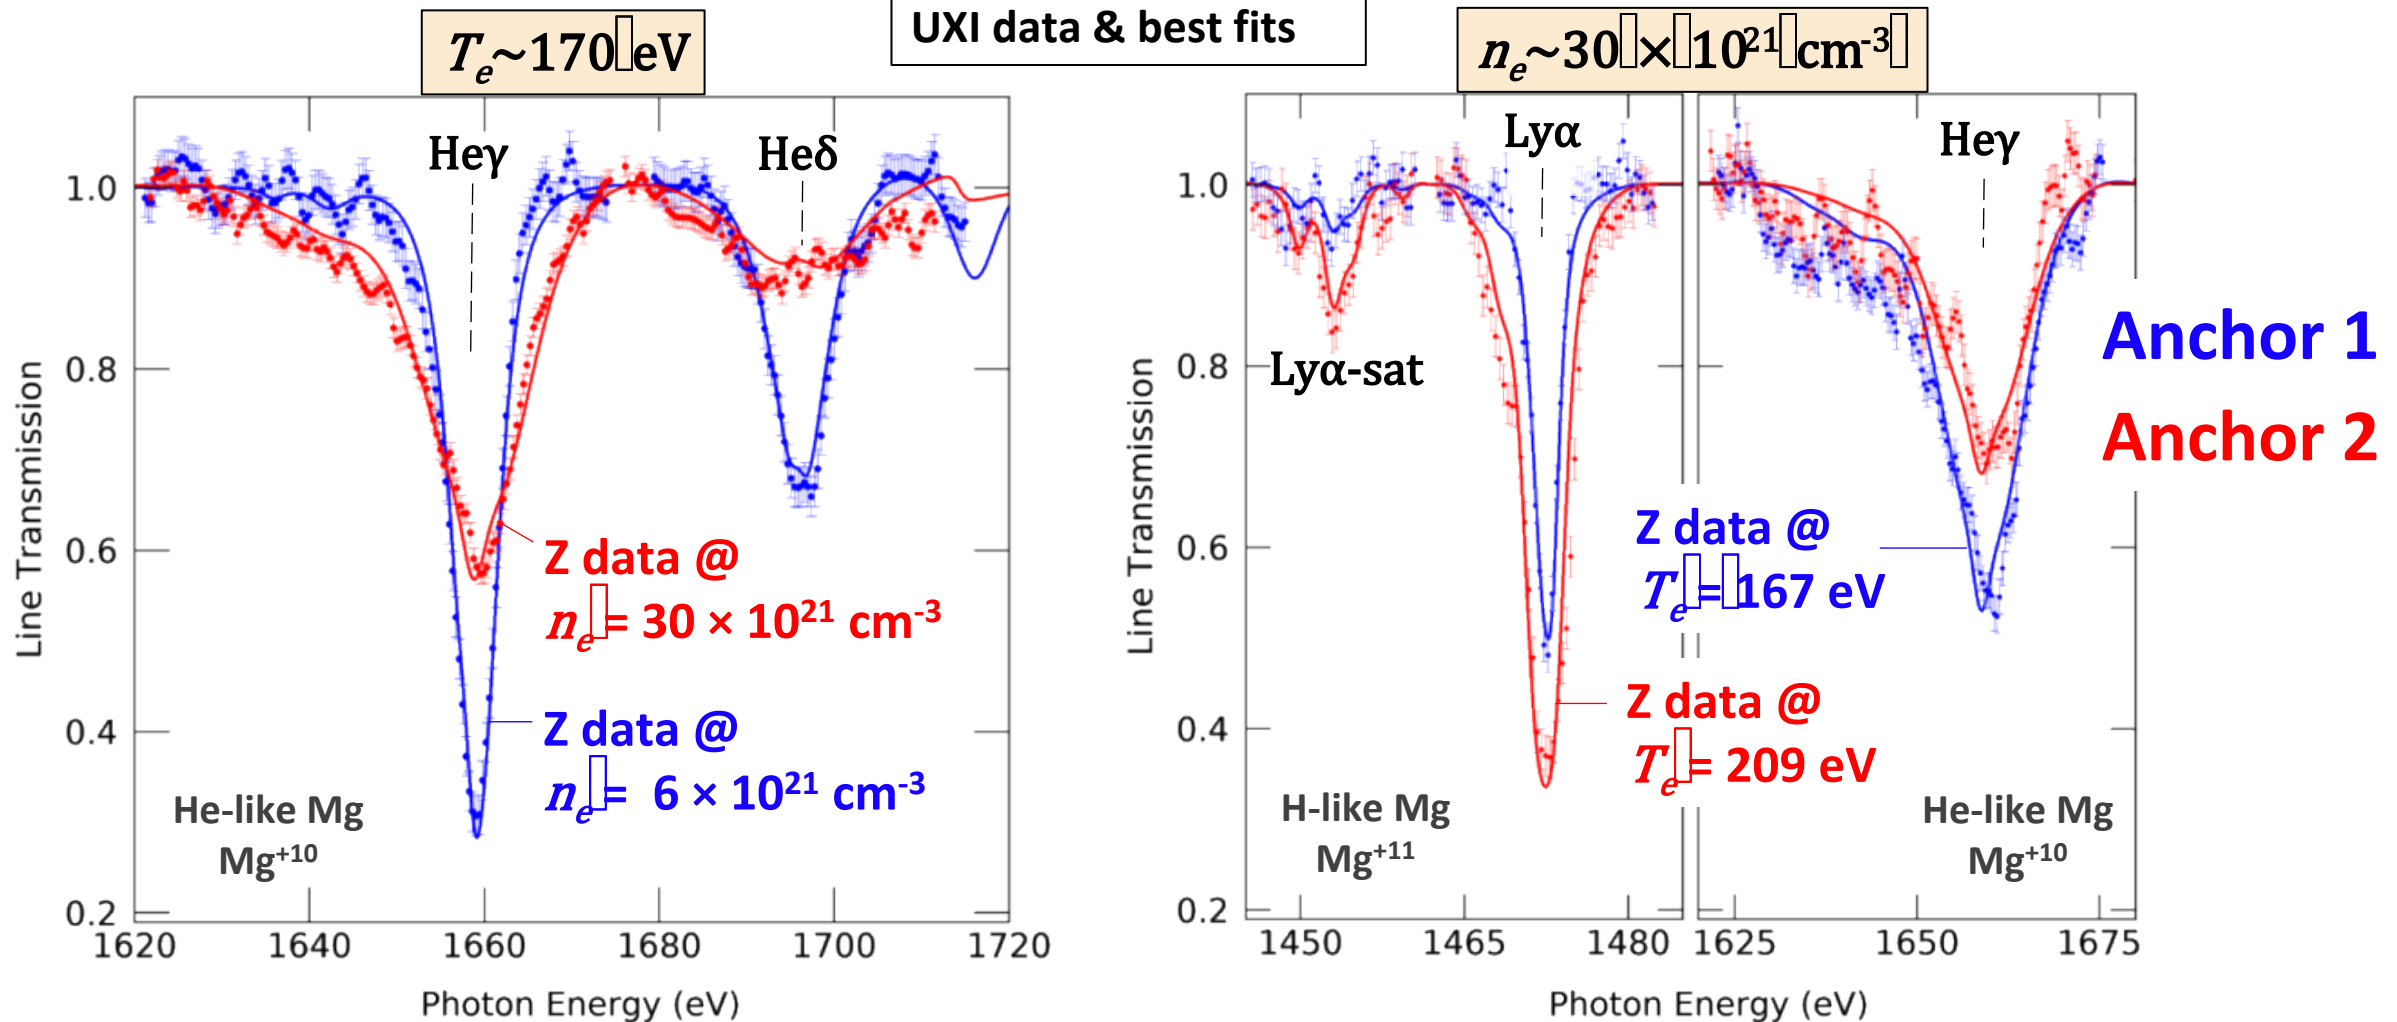 UXI data & best fits
Te~170 eV
ne~30 × 10²¹ cm⁻³
Heγ
Heδ
Lyα
Heγ
1.0
0.8
0.6
0.4
0.2
1.0
0.8
0.6
0.4
0.2
Line Transmission
Line Transmission
Lyα-sat
Anchor 1
Anchor 2
Z data @
ne = 30 × 10²¹ cm⁻³
Z data @
ne = 6 × 10²¹ cm⁻³
Z data @
Te = 167 eV
Z data @
Te = 209 eV
He-like Mg
Mg⁺¹⁰
H-like Mg
Mg⁺¹¹
He-like Mg
Mg⁺¹⁰
1620 1640 1660 1680 1700 1720
1450 1465 1480 1625 1650 1675
Photon Energy (eV)
Photon Energy (eV)